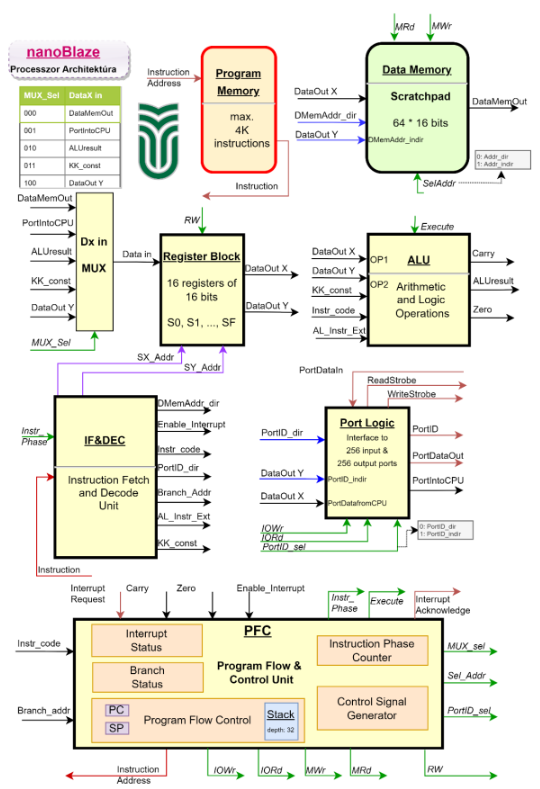 nanoBlaze
Processzor Architektúra
MUX_Sel DataX in
000 DataMemOut
001 PortIntoCPU
010 ALUresult
011 KK_const
100 DataOut Y
Instruction
Address
Program
Memory
max.
4K
instructions
Instruction
MRd MWr
Data Memory
Scratchpad
64 * 16 bits
DataOut X
DMemAddr_dir
DataOut Y
DMemAddr_indir
DataMemOut
SelAddr
0: Addr_dir
1: Addr_indir
DataMemOut
PortIntoCPU
ALUresult
KK_const
DataOut Y
MUX_Sel
Dx in
MUX
Data in
RW
Register Block
16 registers of
16 bits
S0, S1, ..., SF
DataOut X
DataOut Y
SX_Addr
SY_Addr
Execute
DataOut X
DataOut Y
KK_const
Instr_code
AL_Instr_Ext
OP1
OP2
ALU
Arithmetic
and Logic
Operations
Carry
ALUresult
Zero
Instr_
Phase
IF&DEC
Instruction Fetch
and Decode
Unit
Instruction
DMemAddr_dir
Enable_Interrupt
Instr_code
PortID_dir
Branch_Addr
AL_Instr_Ext
KK_const
PortDataIn
ReadStrobe
WriteStrobe
PortID_dir
DataOut Y
DataOut X
Port Logic
Interface to
256 input &
256 output ports
PortID_indir
PortDatafromCPU
PortID
PortDataOut
PortIntoCPU
IOWr
IORd
PortID_sel
0: PortID_dir
1: PortID_indir
Interrupt
Request
Carry
Zero
Enable_Interrupt
Instr_
Phase
Execute
Interrupt
Acknowledge
PFC
Program Flow &
Control Unit
Instr_code
Branch_addr
Interrupt
Status
Branch
Status
PC
SP
Program Flow Control
Stack
depth: 32
Instruction Phase
Counter
Control Signal
Generator
MUX_sel
Sel_Addr
PortID_sel
Instruction
Address
IOWr
IORd
MWr
MRd
RW